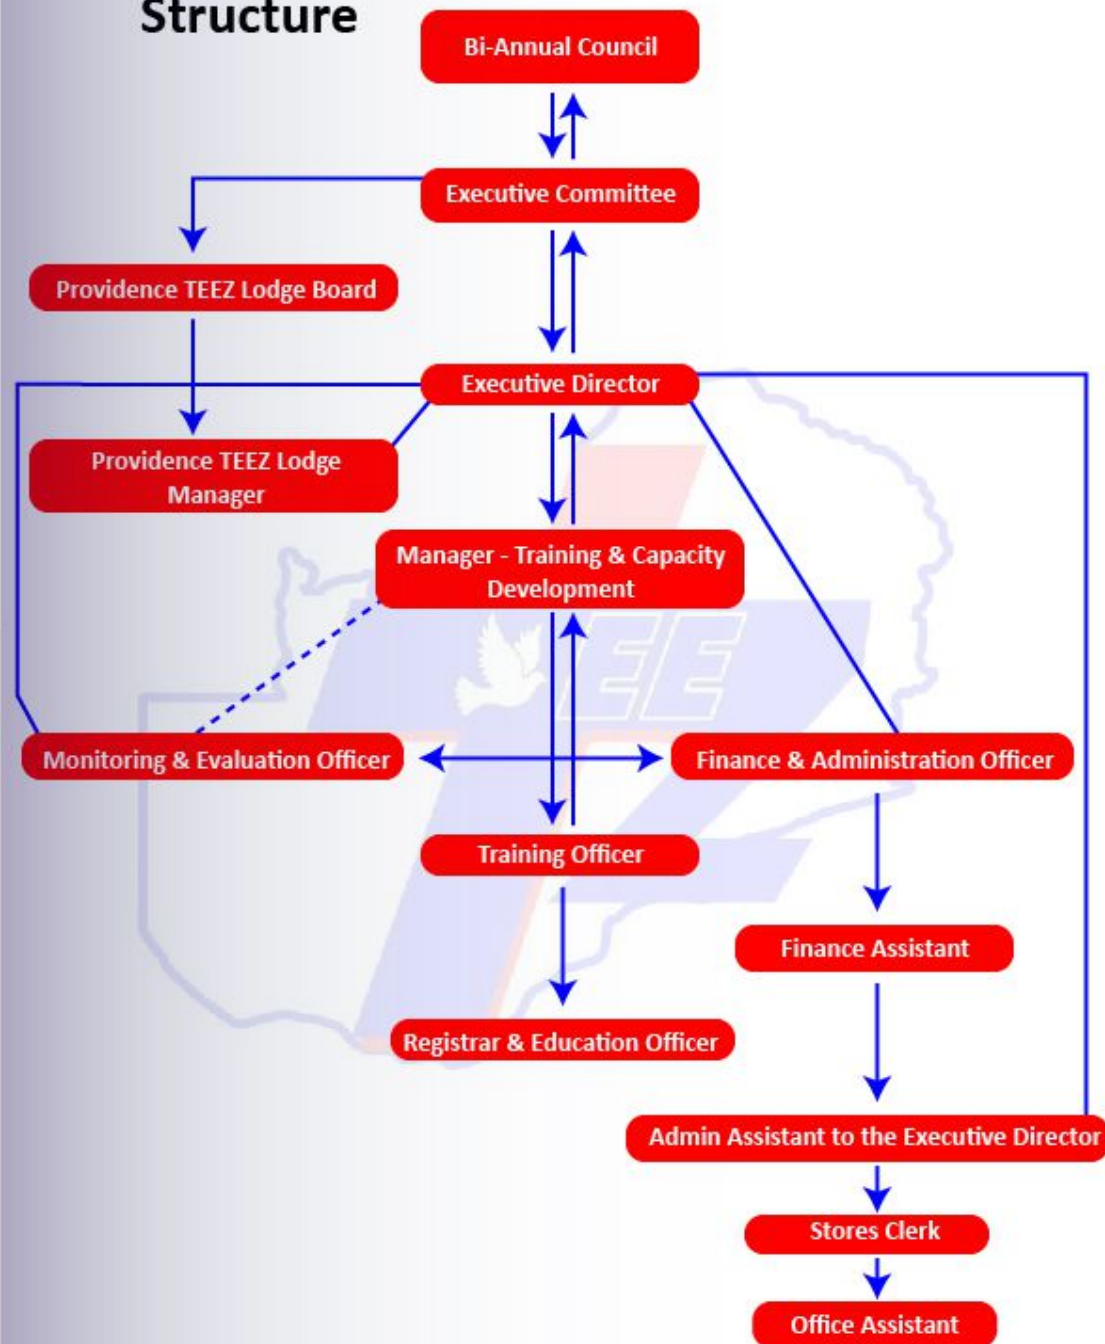 Structure
Bi-Annual Council
Executive Committee
Providence TEEZ Lodge Board
Executive Director
Providence TEEZ Lodge
Manager
Manager - Training & Capacity
Development
EE
Monitoring & Evaluation Officer
Finance & Administration Officer
Training Officer
Finance Assistant
Registrar & Education Officer
Admin Assistant to the Executive Director
Stores Clerk
Office Assistant